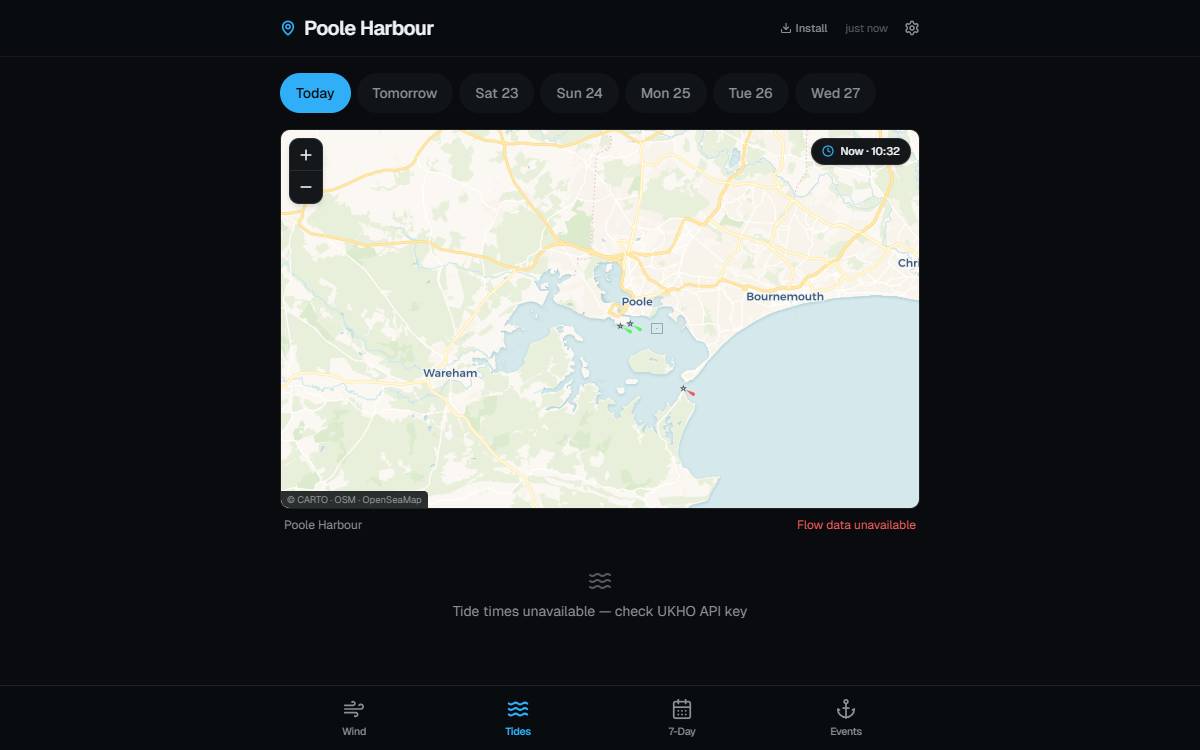 Poole Harbour
Install
just now
Today
Tomorrow
Sat 23
Sun 24
Mon 25
Tue 26
Wed 27
+
Now · 10:32
−
Chri
Poole
Bournemouth
Wareham
© CARTO · OSM · OpenSeaMap
Poole Harbour
Flow data unavailable
Tide times unavailable — check UKHO API key
Wind
Tides
7-Day
Events